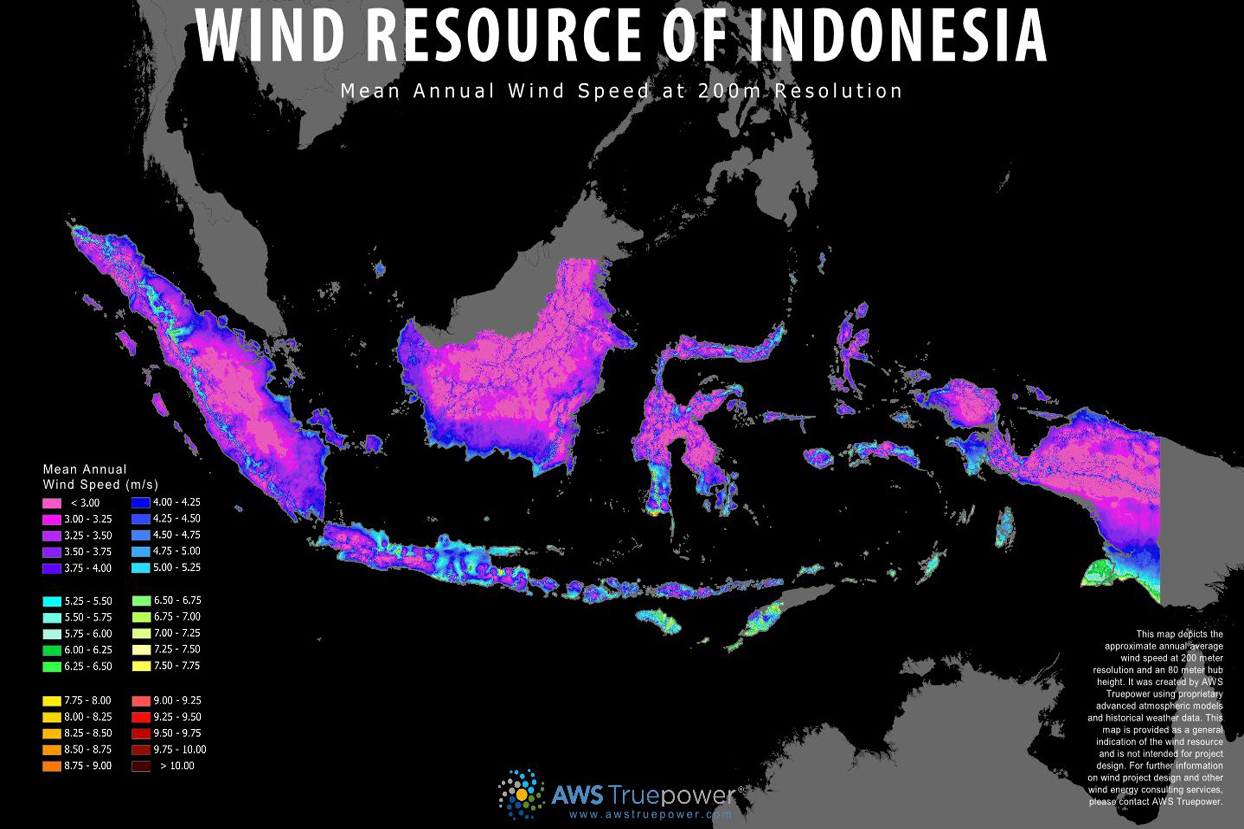 WIND RESOURCE OF INDONESIA
Mean Annual Wind Speed at 200m Resolution
Mean Annual
Wind Speed (m/s)
< 3.00
3.00 - 3.25
3.25 - 3.50
3.50 - 3.75
3.75 - 4.00
4.00 - 4.25
4.25 - 4.50
4.50 - 4.75
4.75 - 5.00
5.00 - 5.25
5.25 - 5.50
5.50 - 5.75
5.75 - 6.00
6.00 - 6.25
6.25 - 6.50
6.50 - 6.75
6.75 - 7.00
7.00 - 7.25
7.25 - 7.50
7.50 - 7.75
7.75 - 8.00
8.00 - 8.25
8.25 - 8.50
8.50 - 8.75
8.75 - 9.00
9.00 - 9.25
9.25 - 9.50
9.50 - 9.75
9.75 - 10.00
> 10.00
This map depicts the
approximate annual average
wind speed at 200 meter
resolution and an 80 meter hub
height. It was created by AWS
Truepower using proprietary
advanced atmospheric models
and historical weather data. This
map is provided as a general
indication of the wind resource
and is not intended for project
design. For further information
on wind project design and other
wind energy consulting services,
please contact AWS Truepower.
AWS Truepower®
www.awstruepower.com